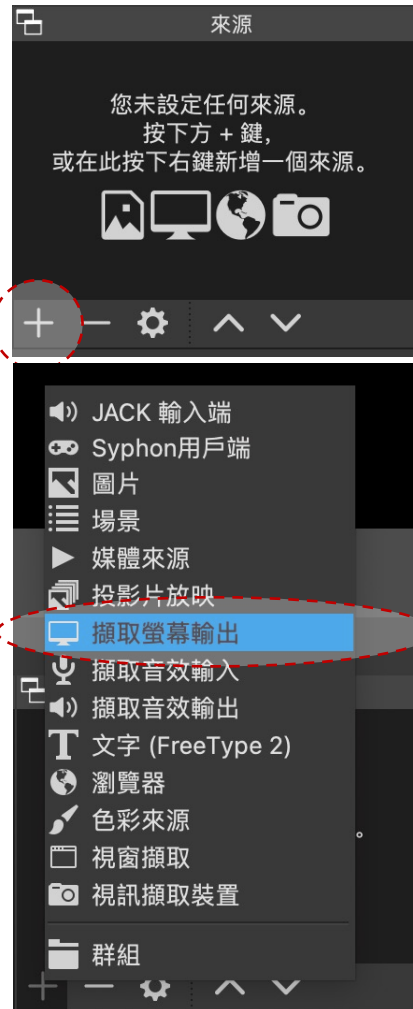 來源
您未設定任何來源。
按下方 + 鍵，
或在此按下右鍵新增一個來源。
JACK 輸入端
Syphon用戶端
圖片
場景
媒體來源
投影片放映
擷取螢幕輸出
擷取音效輸入
擷取音效輸出
文字 (FreeType 2)
瀏覽器
色彩來源
視窗擷取
視訊擷取裝置
群組
。